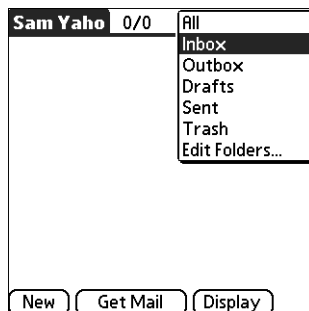 Sam Yaho 0/0 All
Inbox
Outbox
Drafts
Sent
Trash
Edit Folders...
New Get Mail Display